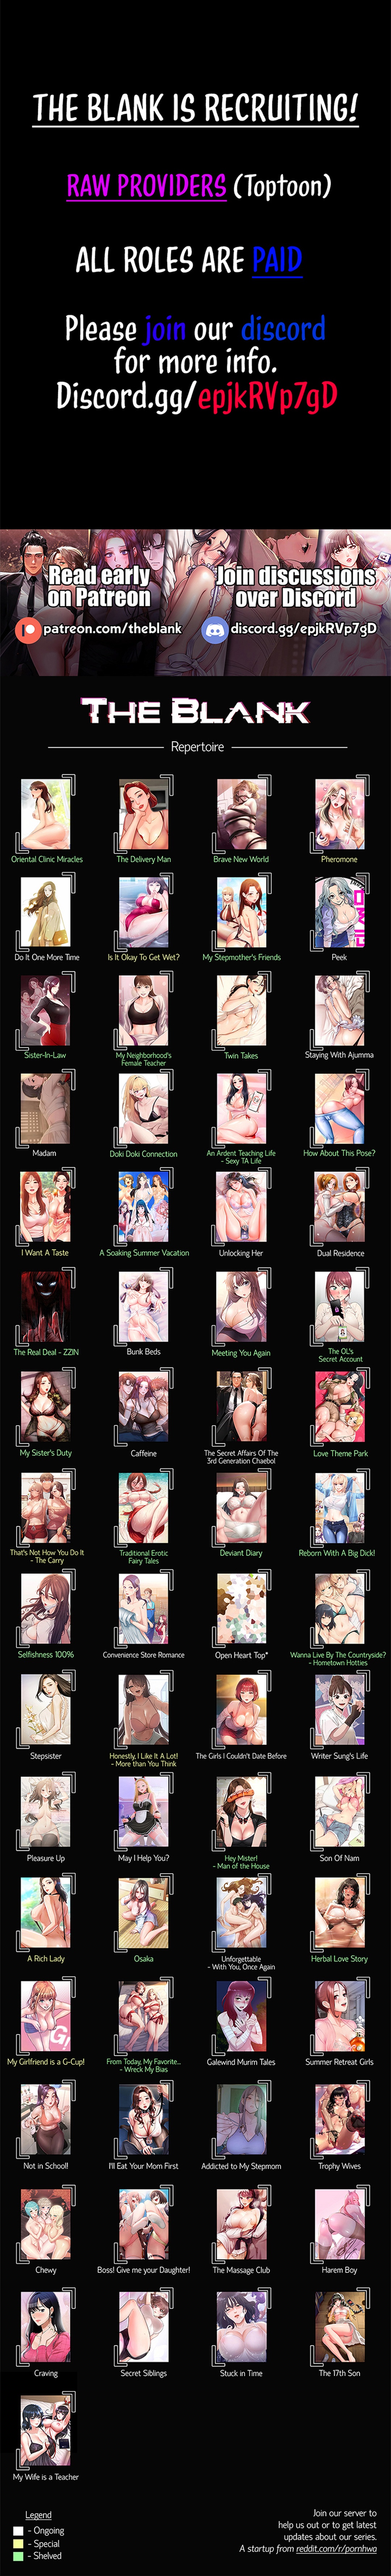 THE BLANK IS RECRUITING!
RAW PROVIDERS (Toptoon)
ALL ROLES ARE PAID
Please join our discord
for more info.
Discord.gg/epjkRVp7gD
Read early
on Patreon
patreon.com/theblank
Join discussions
over Discord
discord.gg/epjkRVp7gD
THE BLANK
Repertoire
Oriental Clinic Miracles
The Delivery Man
Brave New World
Pheromone
Do It One More Time
Is It Okay To Get Wet?
My Stepmother's Friends
Peek
Sister-In-Law
My Neighborhood's
Female Teacher
Twin Takes
Staying With Ajumma
Madam
Doki Doki Connection
An Ardent Teaching Life
- Sexy TA Life
How About This Pose?
I Want A Taste
A Soaking Summer Vacation
Unlocking Her
Dual Residence
The Real Deal - ZZIN
Bunk Beds
Meeting You Again
The OL's
Secret Account
My Sister's Duty
Caffeine
The Secret Affairs Of The
3rd Generation Chaebol
Love Theme Park
That's Not How You Do It
- The Carry
Traditional Erotic
Fairy Tales
Deviant Diary
Reborn With A Big Dick!
Selfishness 100%
Convenience Store Romance
Open Heart Top*
Wanna Live By The Countryside?
- Hometown Hotties
Stepsister
Honestly, I Like It A Lot!
- More than You Think
The Girls I Couldn't Date Before
Writer Sung's Life
Pleasure Up
May I Help You?
Hey Mister!
- Man of the House
Son Of Nam
A Rich Lady
Osaka
Unforgettable
- With You, Once Again
Herbal Love Story
My Girlfriend is a G-Cup!
From Today, My Favorite...
- Wreck My Bias
Galewind Murim Tales
Summer Retreat Girls
Not in School!
I'll Eat Your Mom First
Addicted to My Stepmom
Trophy Wives
Chewy
Boss! Give me your Daughter!
The Massage Club
Harem Boy
Craving
Secret Siblings
Stuck in Time
The 17th Son
My Wife is a Teacher
Legend
- Ongoing
- Special
- Shelved
Join our server to
help us out or to get latest
updates about our series.
A startup from reddit.com/r/pornhwa